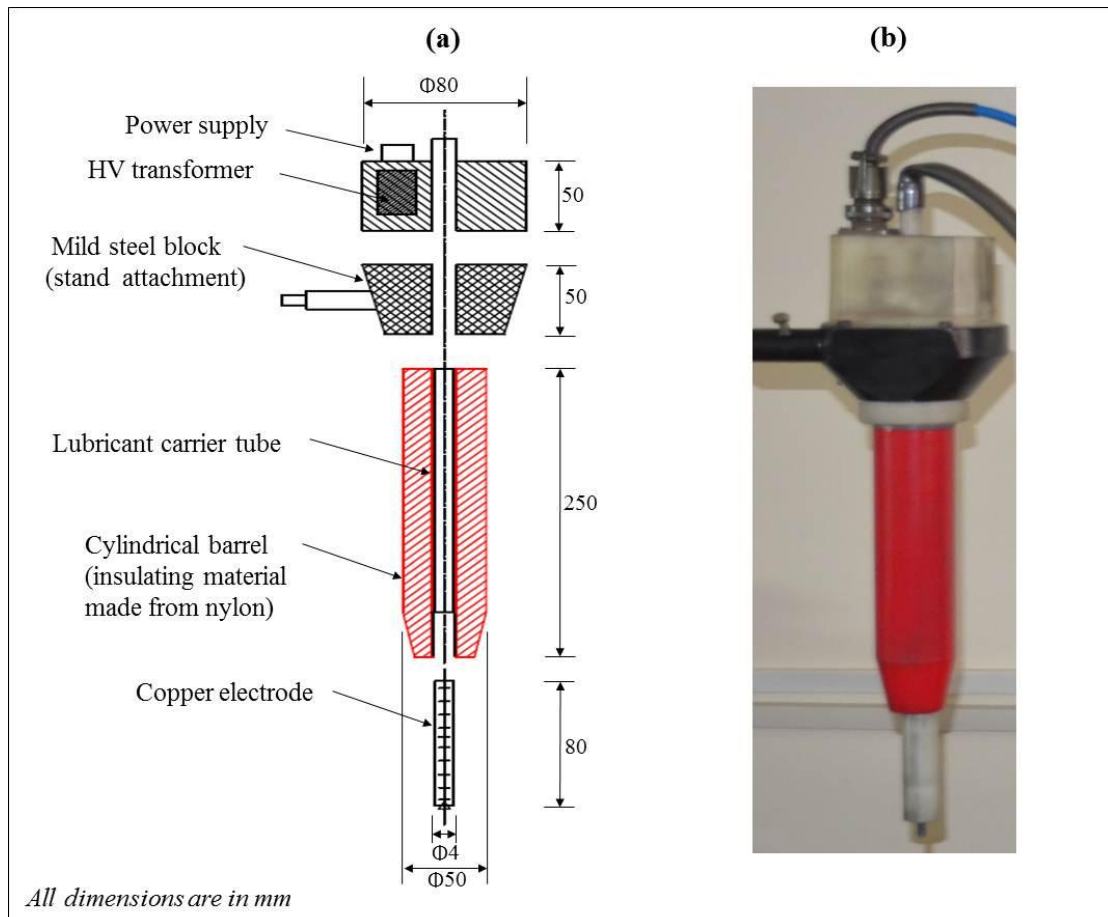 (a)
(b)
Φ80
Power supply
HV transformer
50
Mild steel block
(stand attachment)
50
Lubricant carrier tube
250
Cylindrical barrel
(insulating material
made from nylon)
Copper electrode
80
Φ4
Φ50
All dimensions are in mm